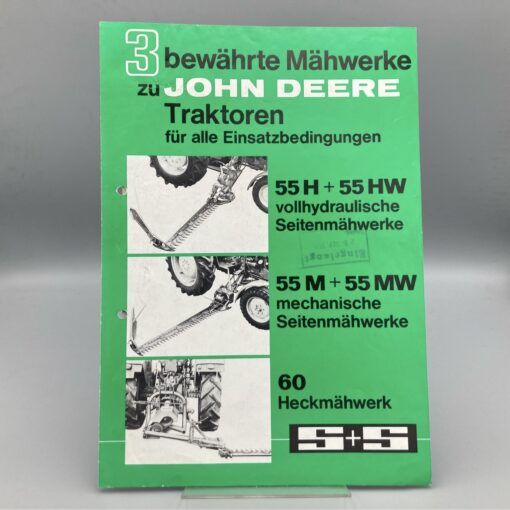 3 bewährte Mähwerke
zu JOHN DEERE
Traktoren
für alle Einsatzbedingungen
55 H + 55 HW
vollhydraulische
Seitenmähwerke
Eingelangt
55 M + 55 MW
mechanische
Seitenmähwerke
60
Heckmähwerk
S+S